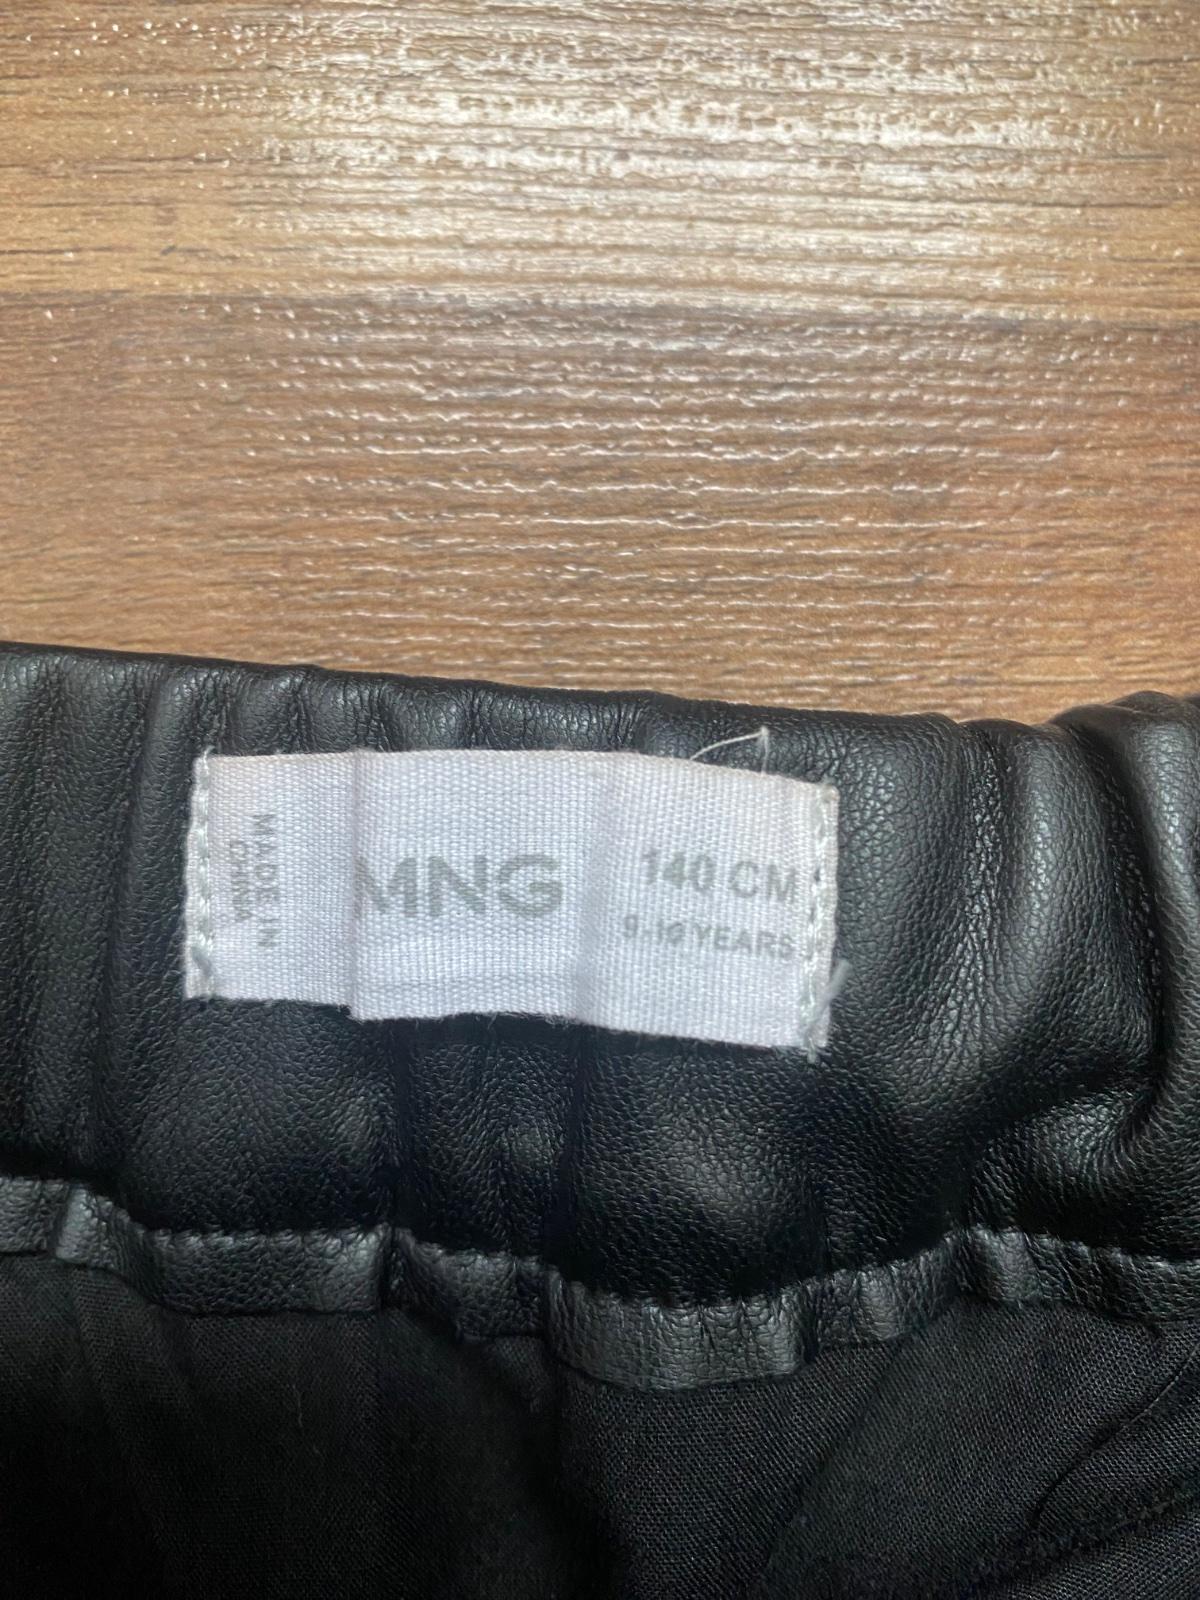 MADE IN
CHINA
MNG
140 CM
9-10 YEARS